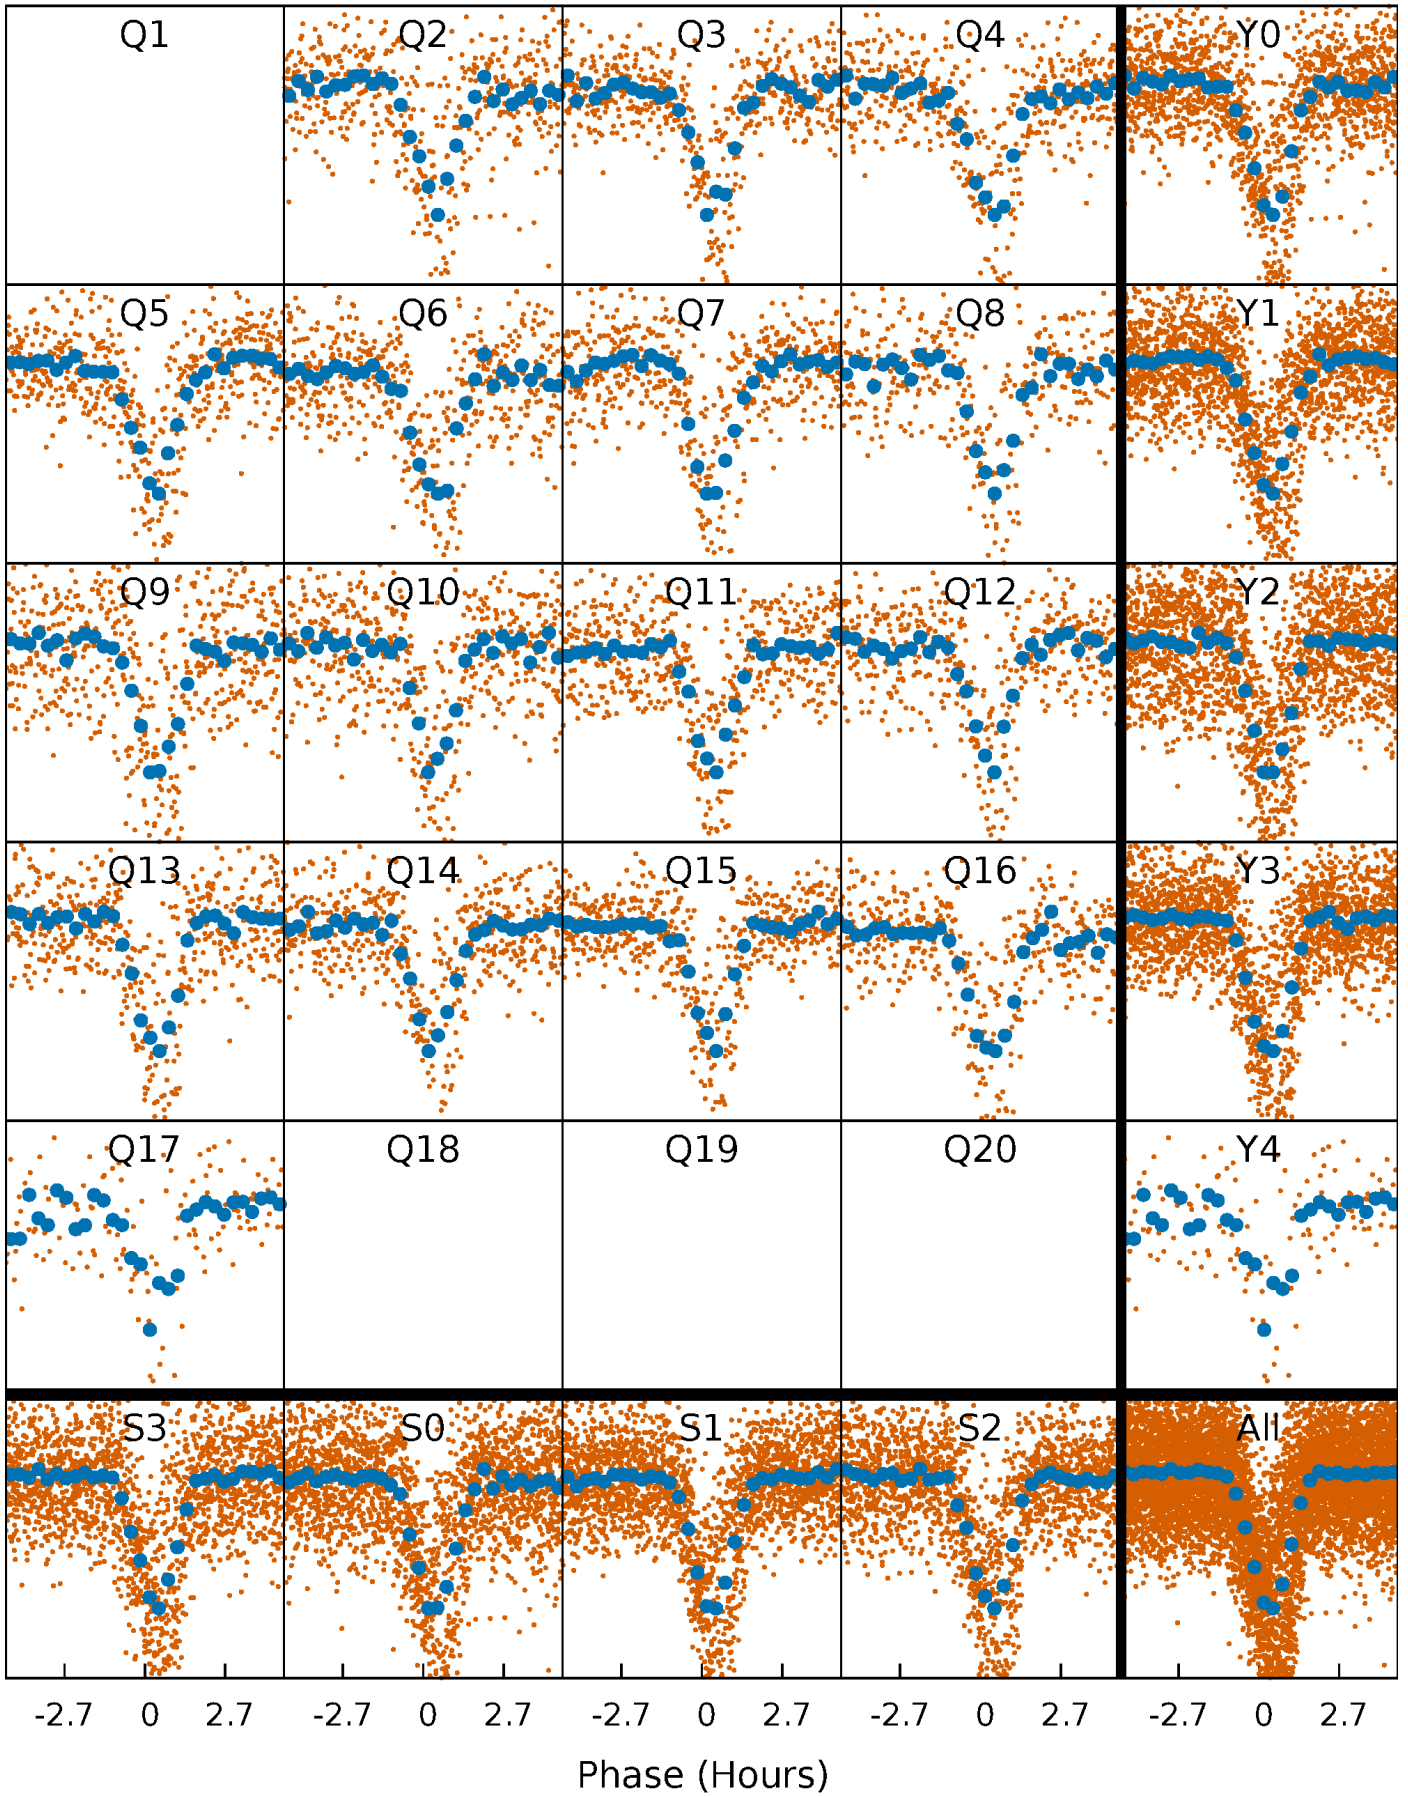 Q1 Q2 Q3 Q4 Y0
Q5 Q6 Q7 Q8 Y1
Q9 Q10 Q11 Q12 Y2
Q13 Q14 Q15 Q16 Y3
Q17 Q18 Q19 Q20 Y4
S3 S0 S1 S2 All
-2.7 0 2.7 -2.7 0 2.7 -2.7 0 2.7 -2.7 0 2.7 -2.7 0 2.7
Phase (Hours)